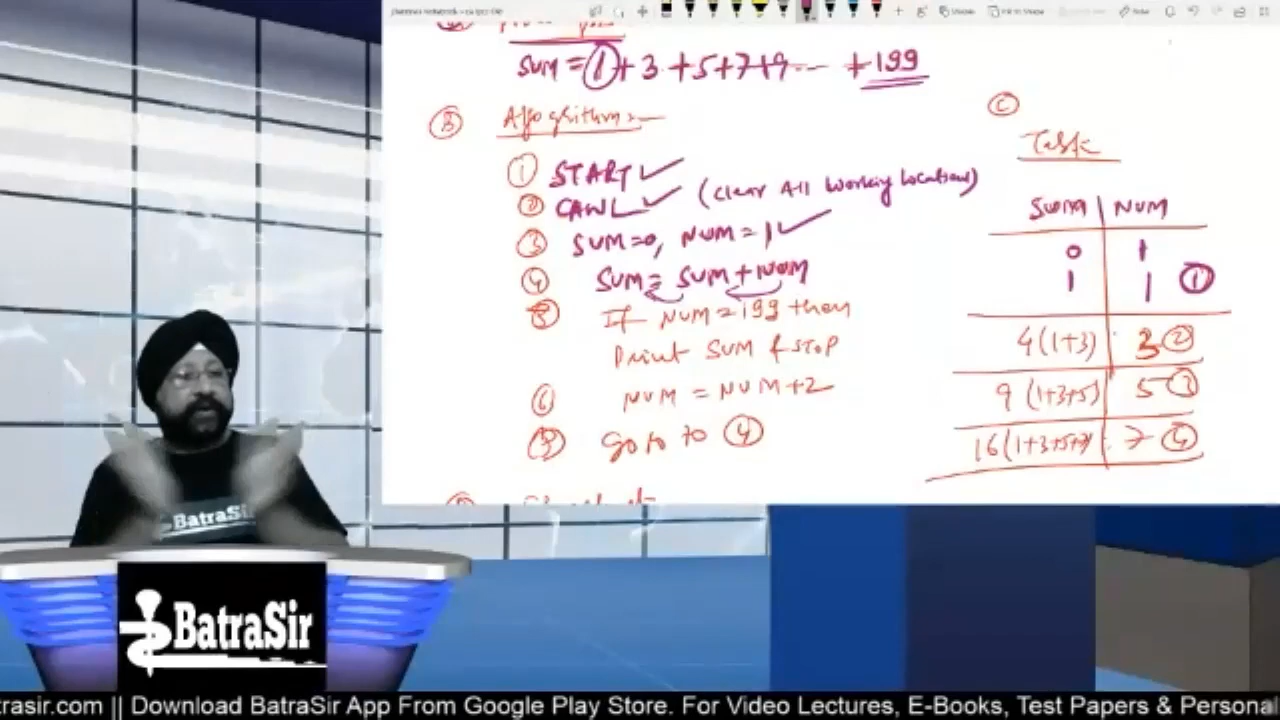 SUM = 1 + 3 + 5 + 7 + 9 ... + 199
B Algorithm :-
1 START
2 CAWL (Clear All Working Locations)
3 SUM=0, NUM=1
4 SUM = SUM + NUM
5 If NUM=199 then
Print SUM & STOP
6 NUM = NUM+2
7 Go to to 4
C
Task
SUM NUM
0 1
1 1 1
4 (1+3) 3 2
9 (1+3+5) 5 3
16 (1+3+5+7) 7 4
BatraSir
BatraSir
trasir.com || Download BatraSir App From Google Play Store. For Video Lectures, E-Books, Test Papers & Personal